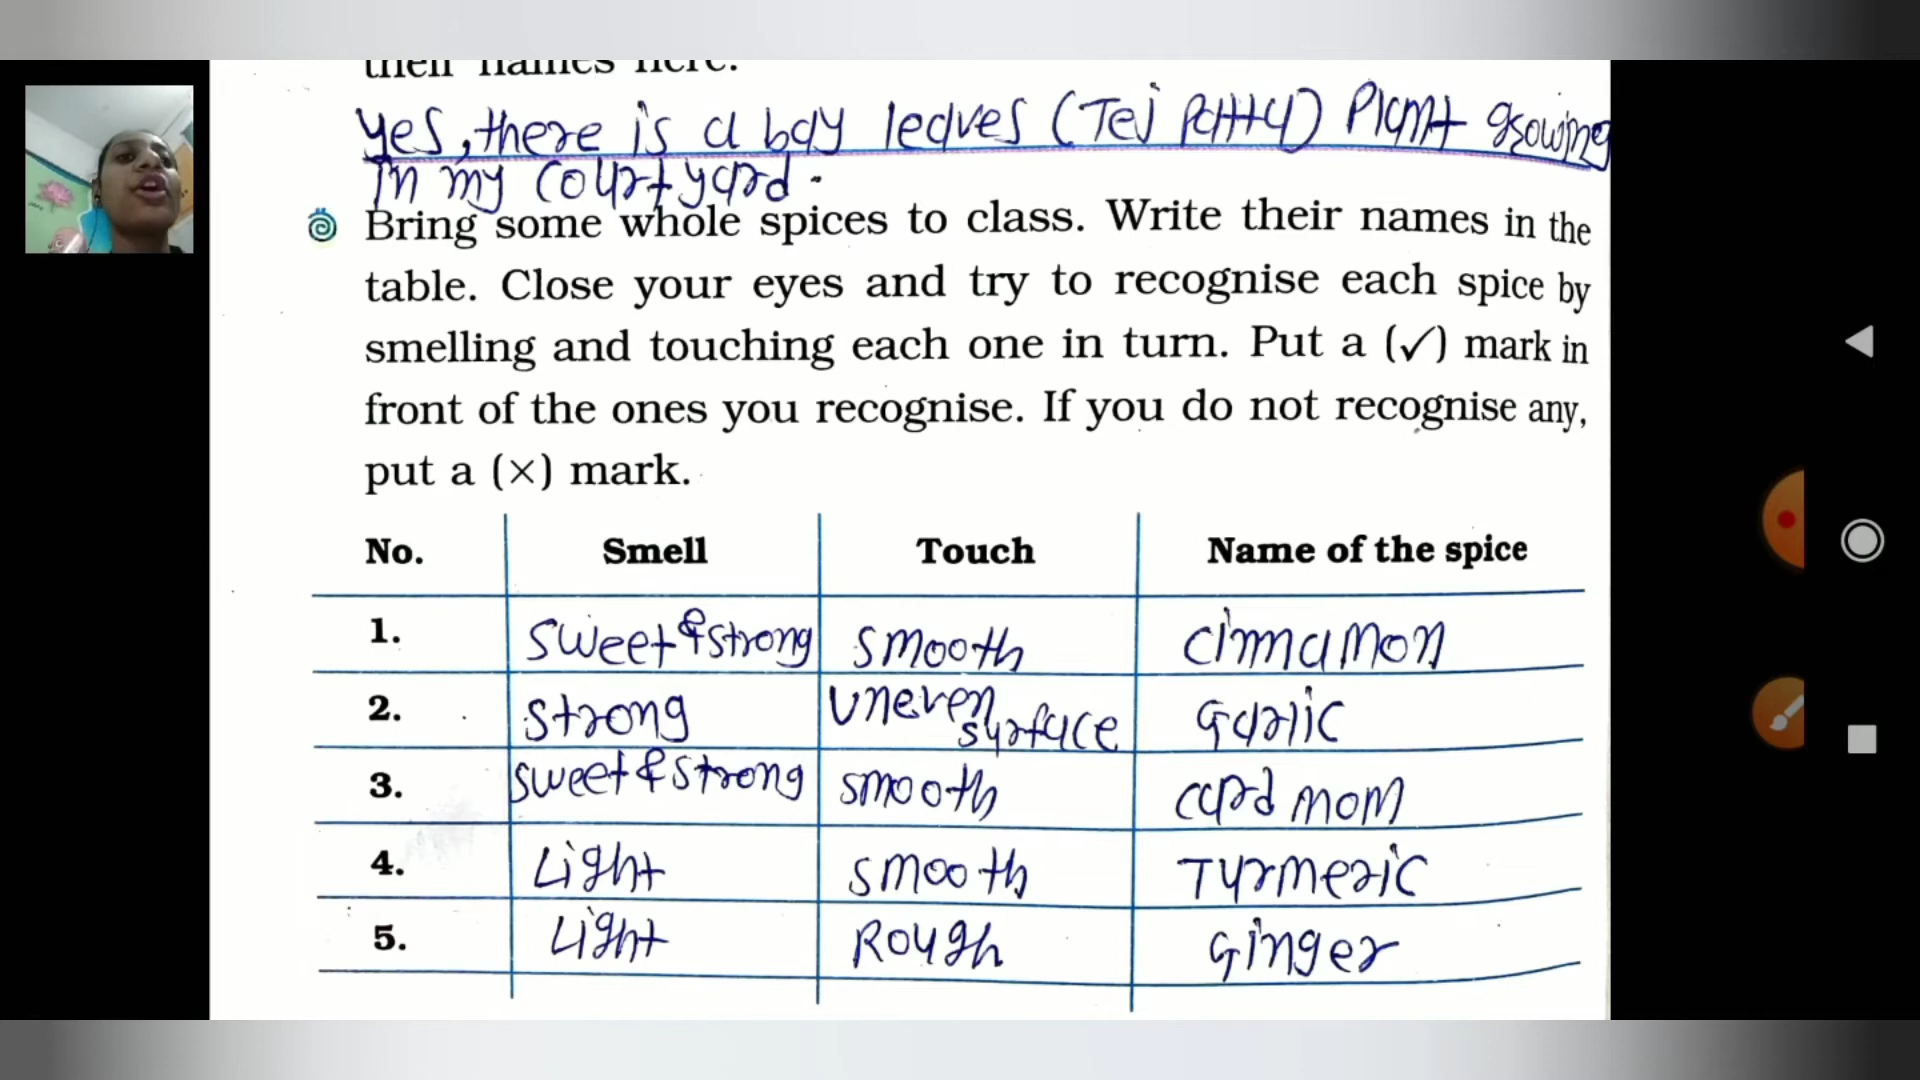 their names here.
Yes, there is a bay leaves (Tej Patta) Plant growing
in my courtyard.
Bring some whole spices to class. Write their names in the
table. Close your eyes and try to recognise each spice by
smelling and touching each one in turn. Put a (✓) mark in
front of the ones you recognise. If you do not recognise any,
put a (×) mark.
No. Smell Touch Name of the spice
1. Sweet & strong Smooth Cinnamon
2. Strong Uneven surface Garlic
3. Sweet & strong Smooth Cardmom
4. Light Smooth Turmeric
5. Light Rough Ginger